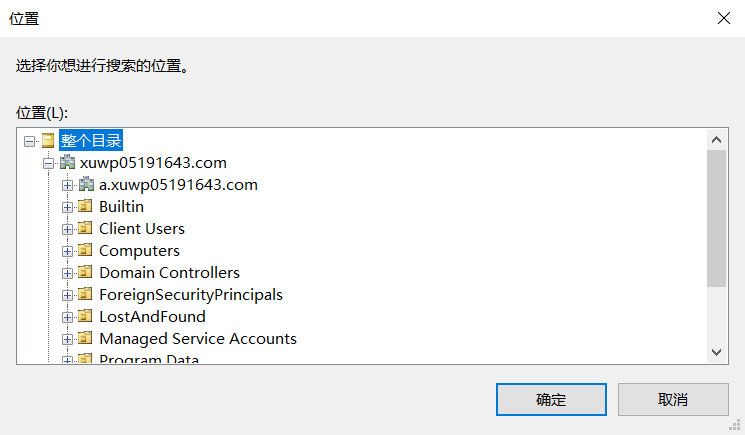 位置
选择你想进行搜索的位置。
位置(L):
整个目录
xuwp05191643.com
a.xuwp05191643.com
Builtin
Client Users
Computers
Domain Controllers
ForeignSecurityPrincipals
LostAndFound
Managed Service Accounts
Program Data
确定
取消